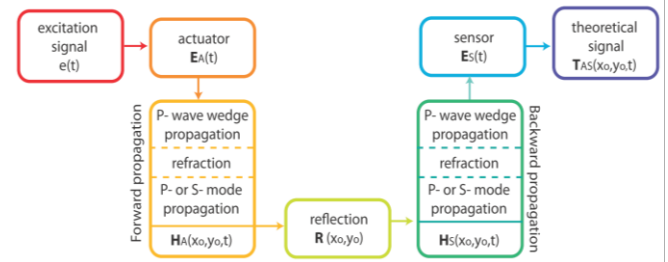 excitation
signal
e(t)
actuator
EA(t)
Forward propagation
P- wave wedge
propagation
refraction
P- or S- mode
propagation
HA(xo,yo,t)
reflection
R (xo,yo)
sensor
ES(t)
P- wave wedge
propagation
refraction
P- or S- mode
propagation
HS(xo,yo,t)
Backward propagation
theoretical
signal
TAS(xo,yo,t)